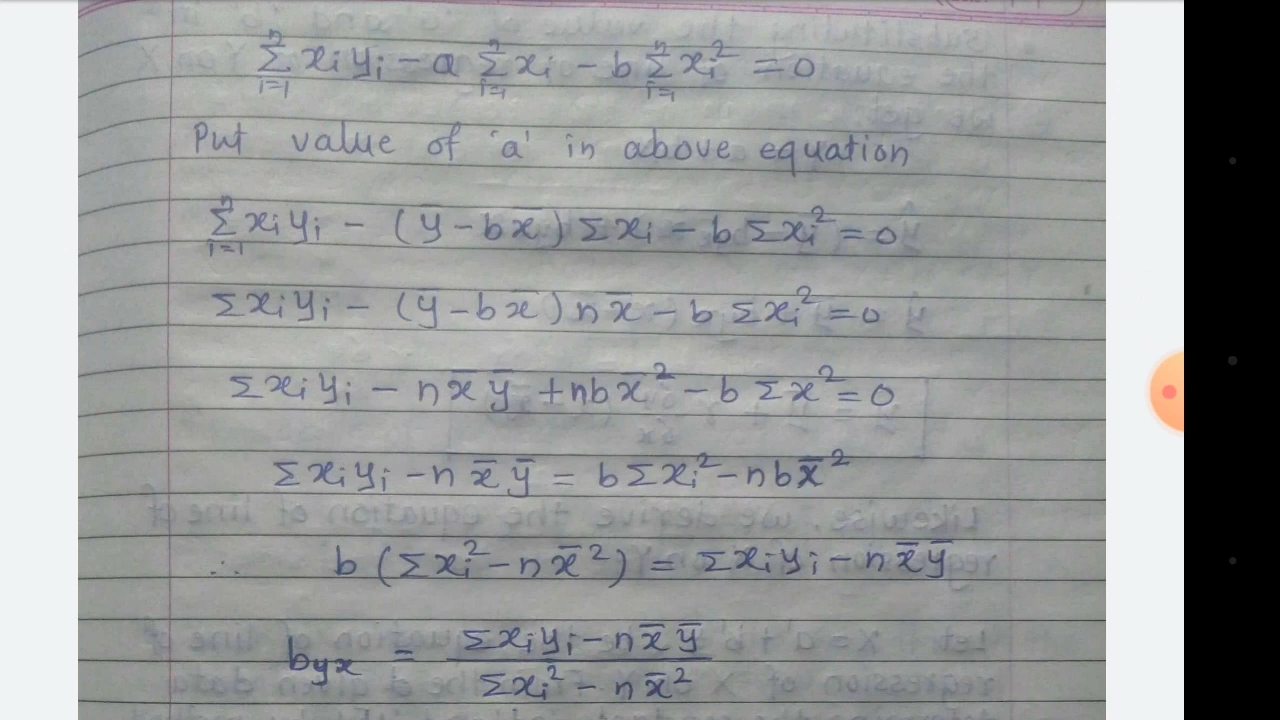 n∑i=1 xᵢyᵢ − a n∑i=1 xᵢ − b n∑i=1 xᵢ² = 0
Put value of 'a' in above equation
n∑i=1 xᵢyᵢ − (ȳ − bx̄) Σxᵢ − b Σxᵢ² = 0
Σxᵢyᵢ − (ȳ − bx̄) nx̄ − b Σxᵢ² = 0
Σxᵢyᵢ − nx̄ȳ + nbx̄² − b Σx² = 0
Σxᵢyᵢ − nx̄ȳ = bΣxᵢ² − nbx̄²
∴ b (Σxᵢ² − nx̄²) = Σxᵢyᵢ − nx̄ȳ
byx = Σxᵢyᵢ − nx̄ȳ / Σxᵢ² − nx̄²